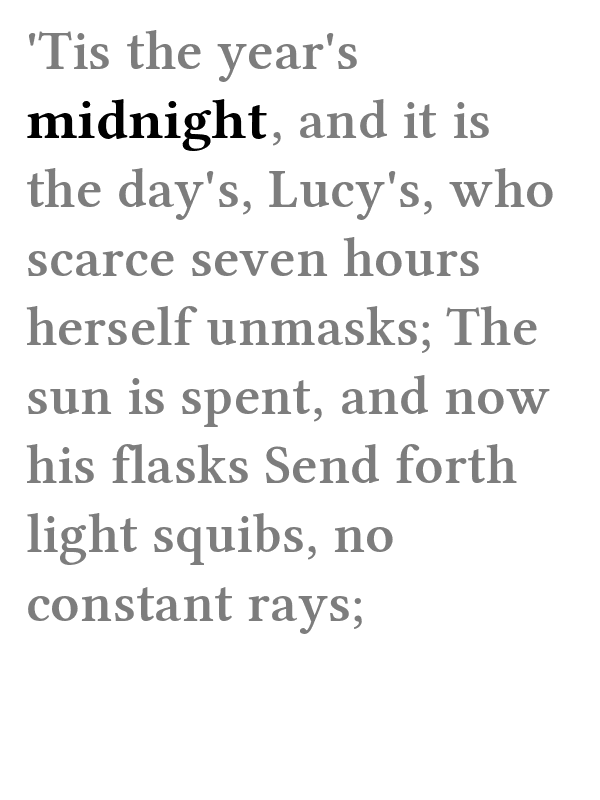 'Tis the year's
midnight, and it is
the day's, Lucy's, who
scarce seven hours
herself unmasks; The
sun is spent, and now
his flasks Send forth
light squibs, no
constant rays;